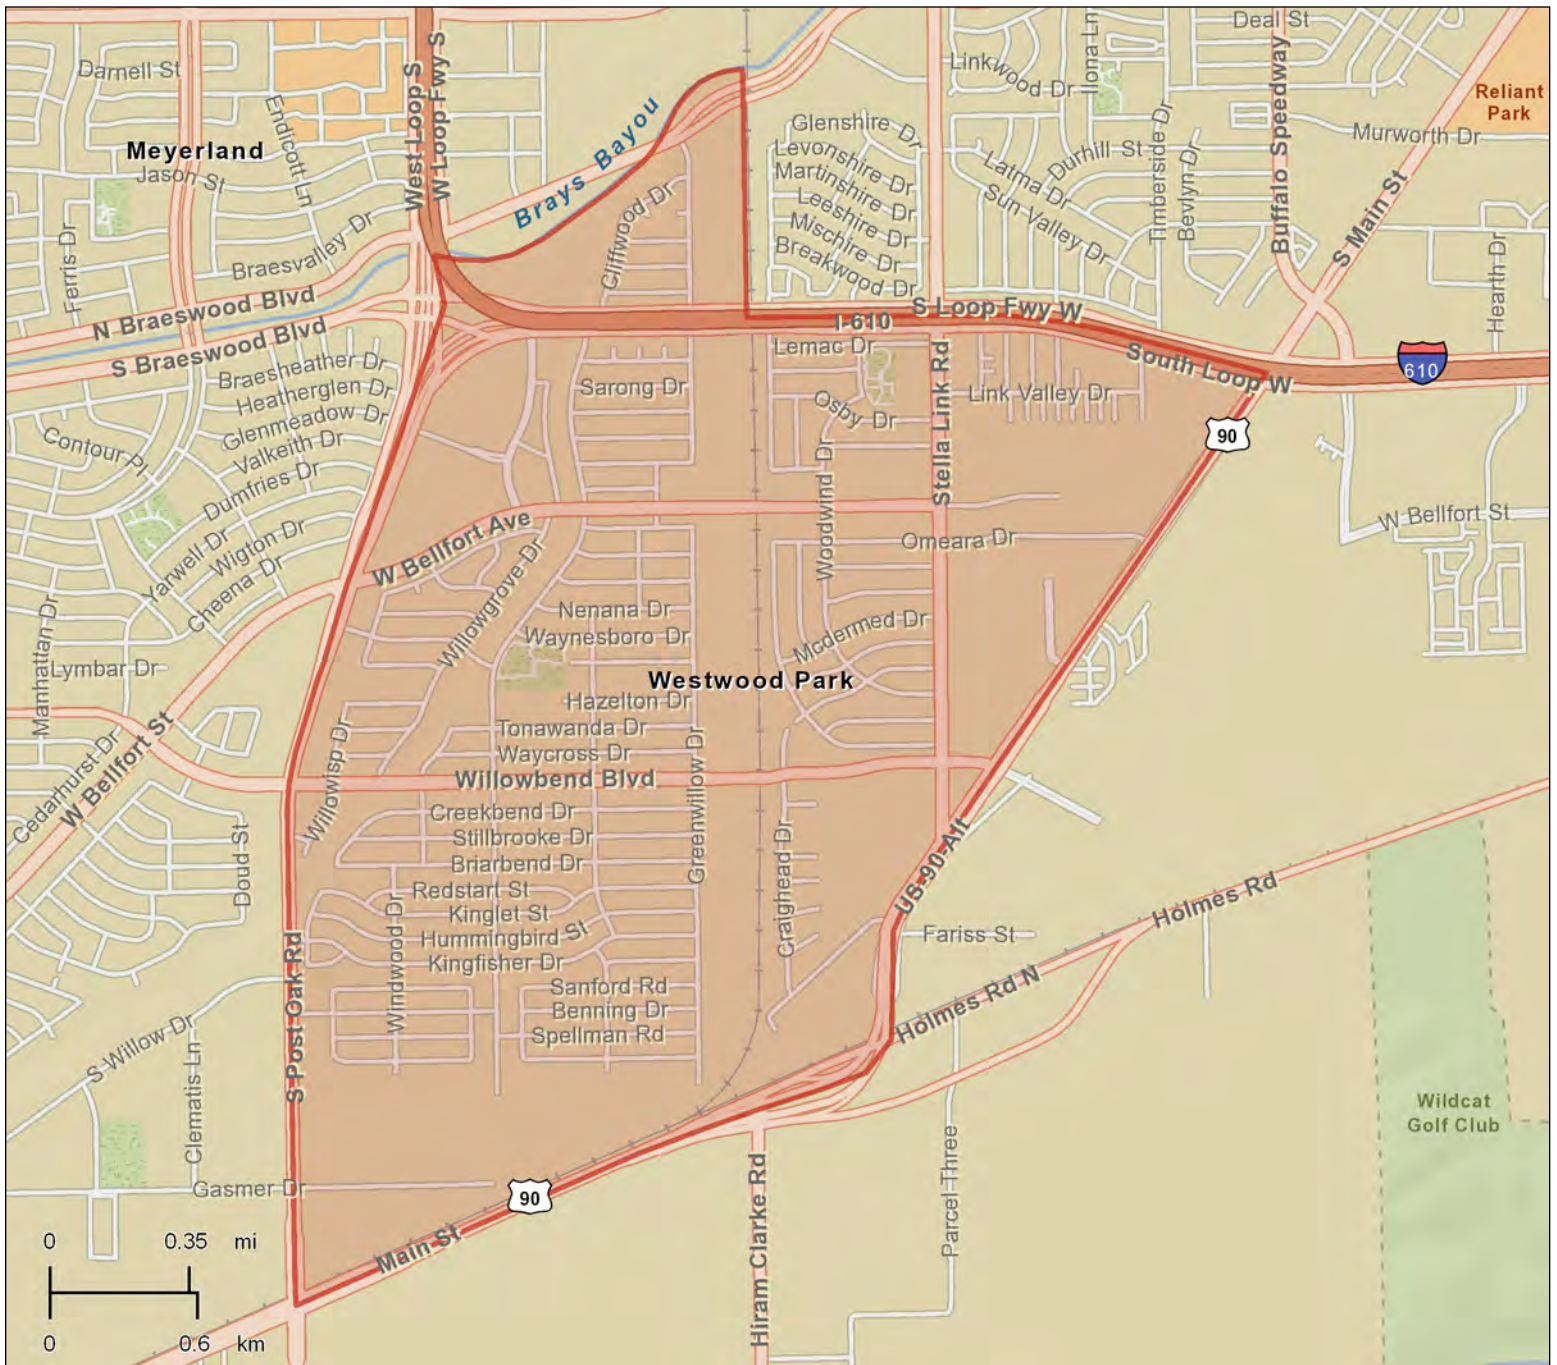 Deal St
Darnell St
West Loop S
W Loop Fwy S
Linkwood Dr
Ilona Ln
Buffalo Speedway
Reliant
Park
Endicott Ln
Brays Bayou
Glenshire Dr
Murworth Dr
Meyerland
Jason St
Levonshire Dr
Durhill St
Timberside Dr
Bevlyn Dr
Martinshire Dr
Latma Dr
S Main St
Leeshire Dr
Sun Valley Dr
Mischire Dr
Cliffwood Dr
Ferris Dr
Braesvalley Dr
Breakwood Dr
Hearth Dr
N Braeswood Blvd
S Loop Fwy W
I-610
S Braeswood Blvd
Lemac Dr
South Loop W
610
Braesheather Dr
Heatherglen Dr
Sarong Dr
Stella Link Rd
Link Valley Dr
Glenmeadow Dr
Osby Dr
90
Contour Pl
Valkeith Dr
Dumfries Dr
Woodwind Dr
W Bellfort St
W Bellfort Ave
Yarwell Dr
Wigton Dr
Omeara Dr
Cheena Dr
Willowgrove Dr
Nenana Dr
Manhattan Dr
Waynesboro Dr
Mcdermed Dr
Lymbar Dr
Westwood Park
Hazelton Dr
Tonawanda Dr
Waycross Dr
Willowisp Dr
Greenwillow Dr
Cedarhurst Dr
W Bellfort St
Willowbend Blvd
Creekbend Dr
Stillbrooke Dr
Briarbend Dr
Doud St
Craighead Dr
US-90-Alt
Redstart St
Kinglet St
Holmes Rd
Hummingbird St
Fariss St
Kingfisher Dr
Windwood Dr
S Post Oak Rd
Sanford Rd
Benning Dr
Spellman Rd
Holmes Rd N
S Willow Dr
Clematis Ln
Wildcat
Golf Club
Parcel Three
Hiram Clarke Rd
Gasmer Dr
90
Main St
0 0.35 mi
0 0.6 km